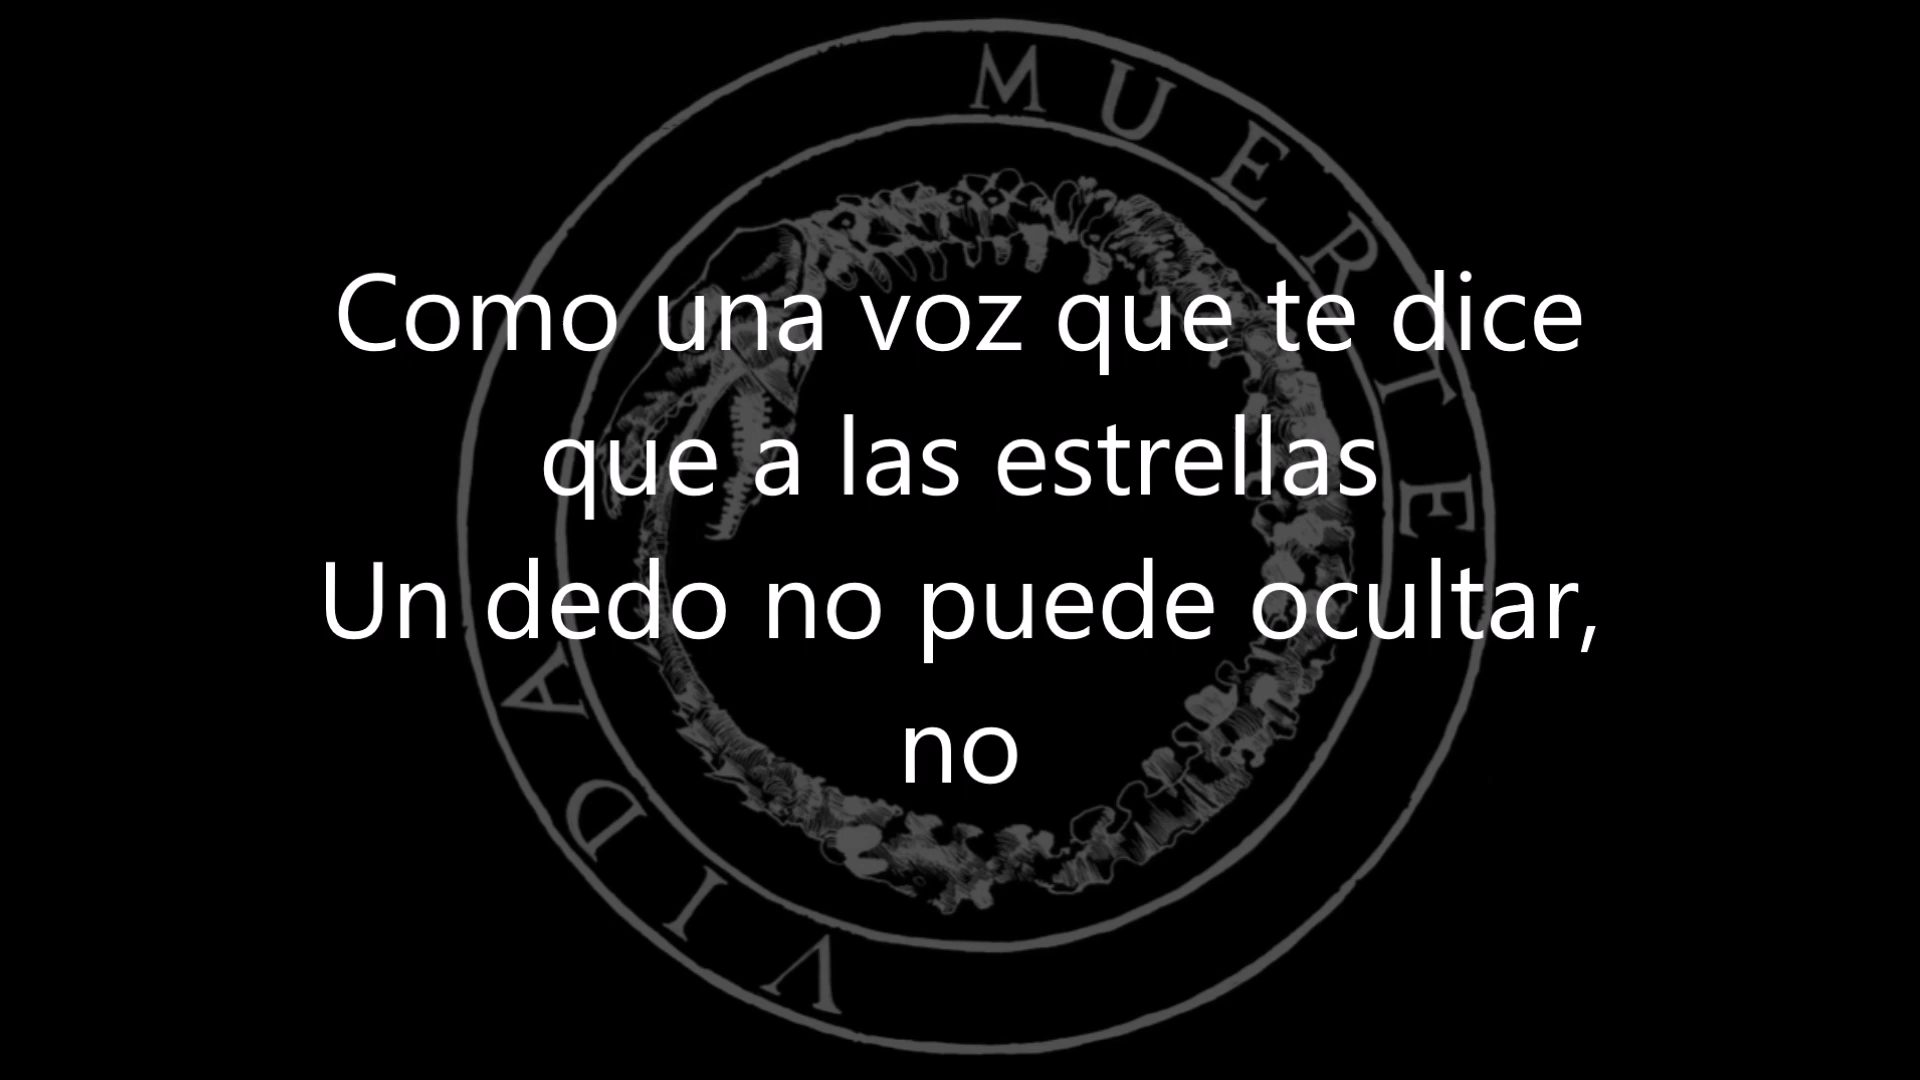 MUERTE
Como una voz que te dice
que a las estrellas
Un dedo no puede ocultar,
no
VIDA